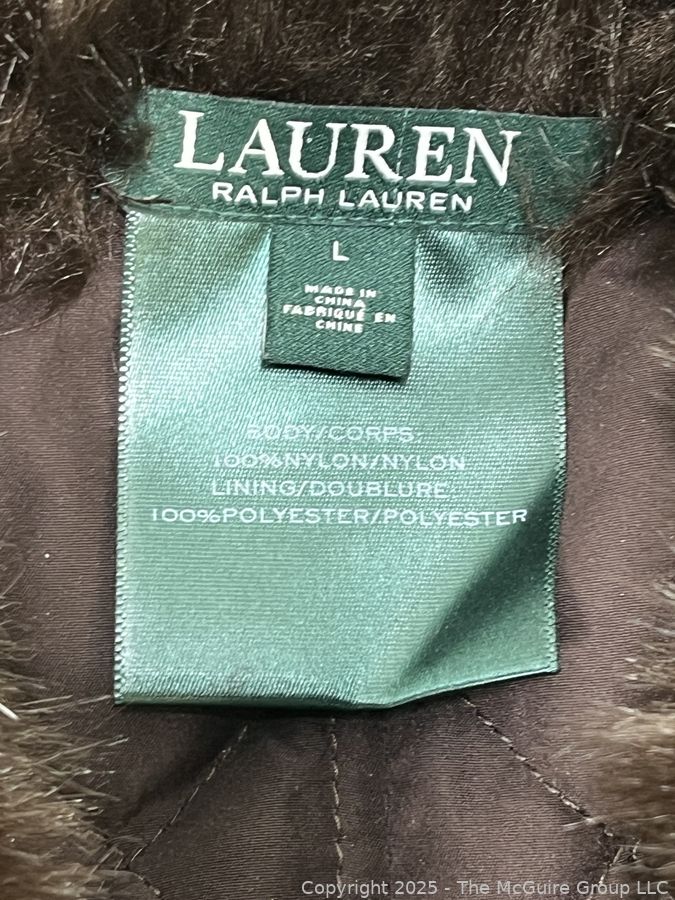 LAUREN
RALPH LAUREN
L
MADE IN
CHINA
FABRIQUÉ EN
CHINE
BODY/CORPS:
100%NYLON/NYLON
LINING/DOUBLURE:
100%POLYESTER/POLYESTER
Copyright 2025 - The McGuire Group LLC